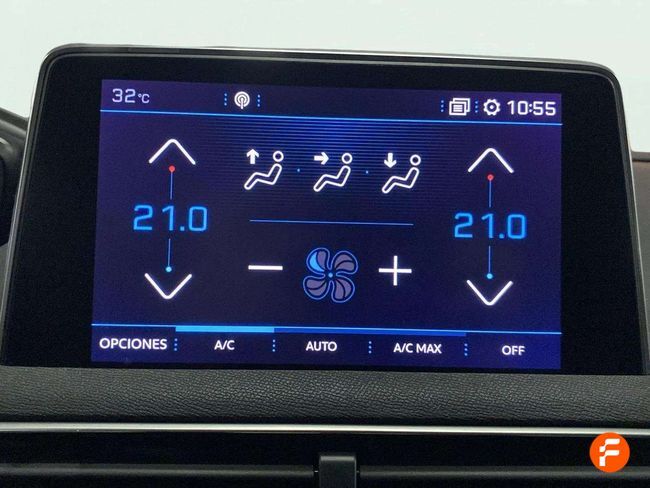 32°C 10:55
21.0 21.0
OPCIONES A/C AUTO A/C MAX OFF